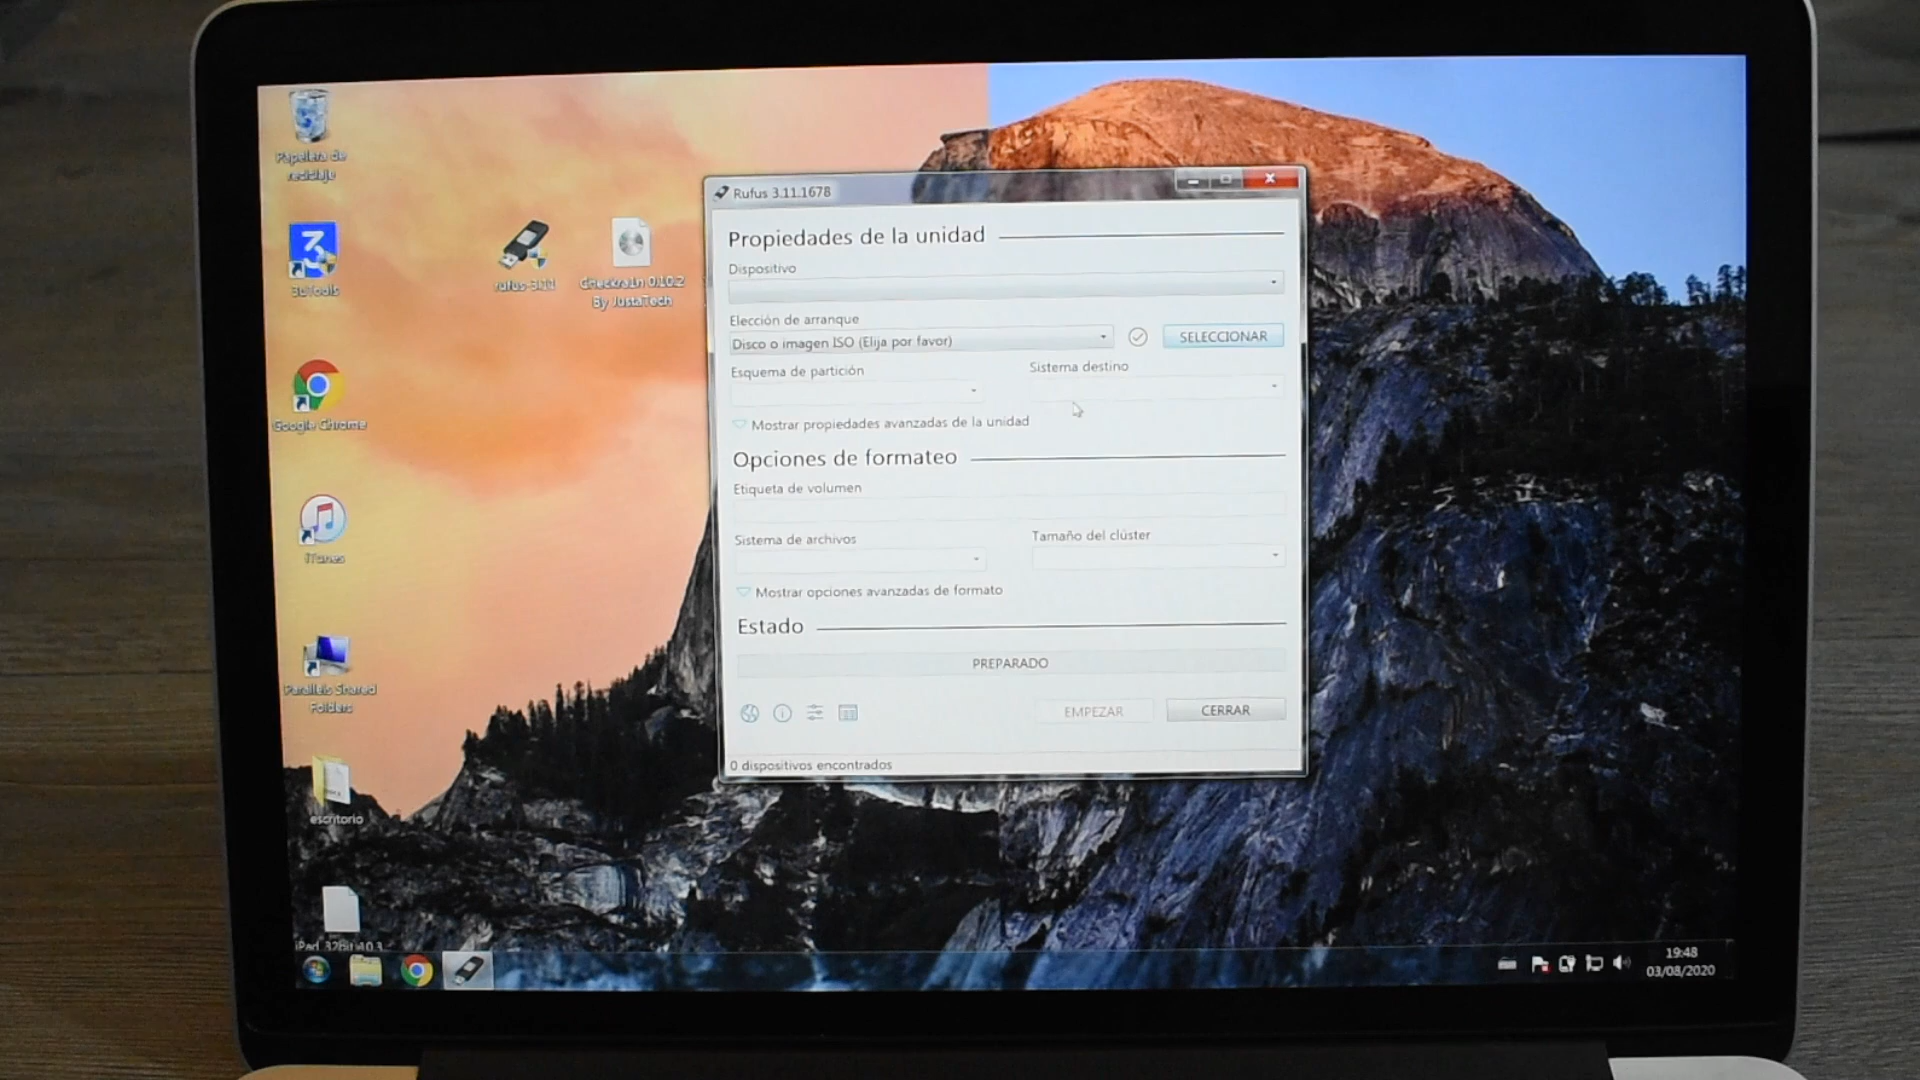 Papelera de
reciclaje
3uTools
Google Chrome
iTunes
Parallels Shared
Folders
escritorio
iPad_32bit_10.3
rufus-3.11
Checkra1n 0.10.2
By JustaTech
Rufus 3.11.1678
Propiedades de la unidad
Dispositivo
Elección de arranque
Disco o imagen ISO (Elija por favor)
SELECCIONAR
Esquema de partición
Sistema destino
Mostrar propiedades avanzadas de la unidad
Opciones de formateo
Etiqueta de volumen
Sistema de archivos
Tamaño del clúster
Mostrar opciones avanzadas de formato
Estado
PREPARADO
EMPEZAR
CERRAR
0 dispositivos encontrados
19:48
03/08/2020